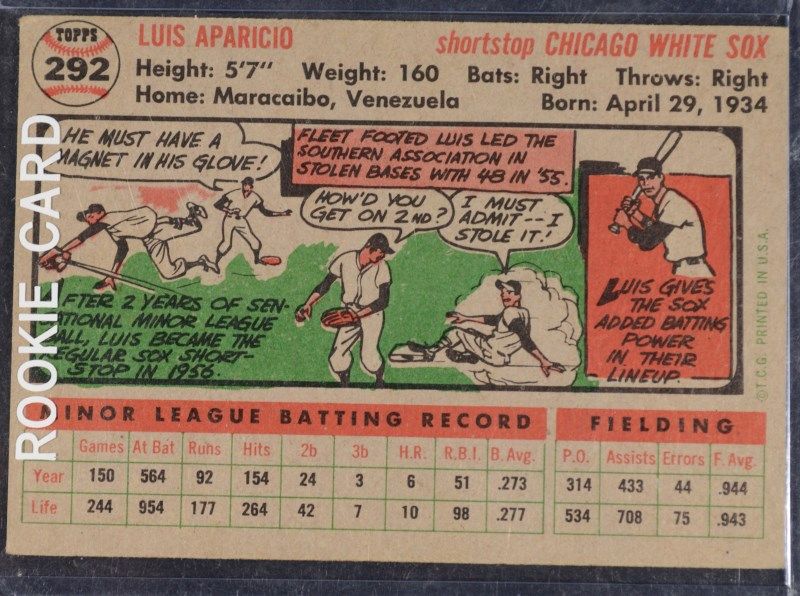 TOPPS
292
LUIS APARICIO
shortstop CHICAGO WHITE SOX
Height: 5'7" Weight: 160 Bats: Right Throws: Right
Home: Maracaibo, Venezuela Born: April 29, 1934
ROOKIE CARD
HE MUST HAVE A
MAGNET IN HIS GLOVE!
FLEET FOOTED LUIS LED THE
SOUTHERN ASSOCIATION IN
STOLEN BASES WITH 48 IN '55.
HOW'D YOU
GET ON 2ND?
I MUST
ADMIT -- I
STOLE IT!
FTER 2 YEARS OF SEN-
ATIONAL MINOR LEAGUE
ALL, LUIS BECAME THE
EGULAR SOX SHORT-
STOP IN 1956.
LUIS GIVES
THE SOX
ADDED BATTING
POWER
IN THEIR
LINEUP.
©T.C.G. PRINTED IN U.S.A.
MINOR LEAGUE BATTING RECORD FIELDING
Games At Bat Runs Hits 2b 3b H.R. R.B.I. B. Avg. P.O. Assists Errors F. Avg.
Year 150 564 92 154 24 3 6 51 .273 314 433 44 .944
Life 244 954 177 264 42 7 10 98 .277 534 708 75 .943